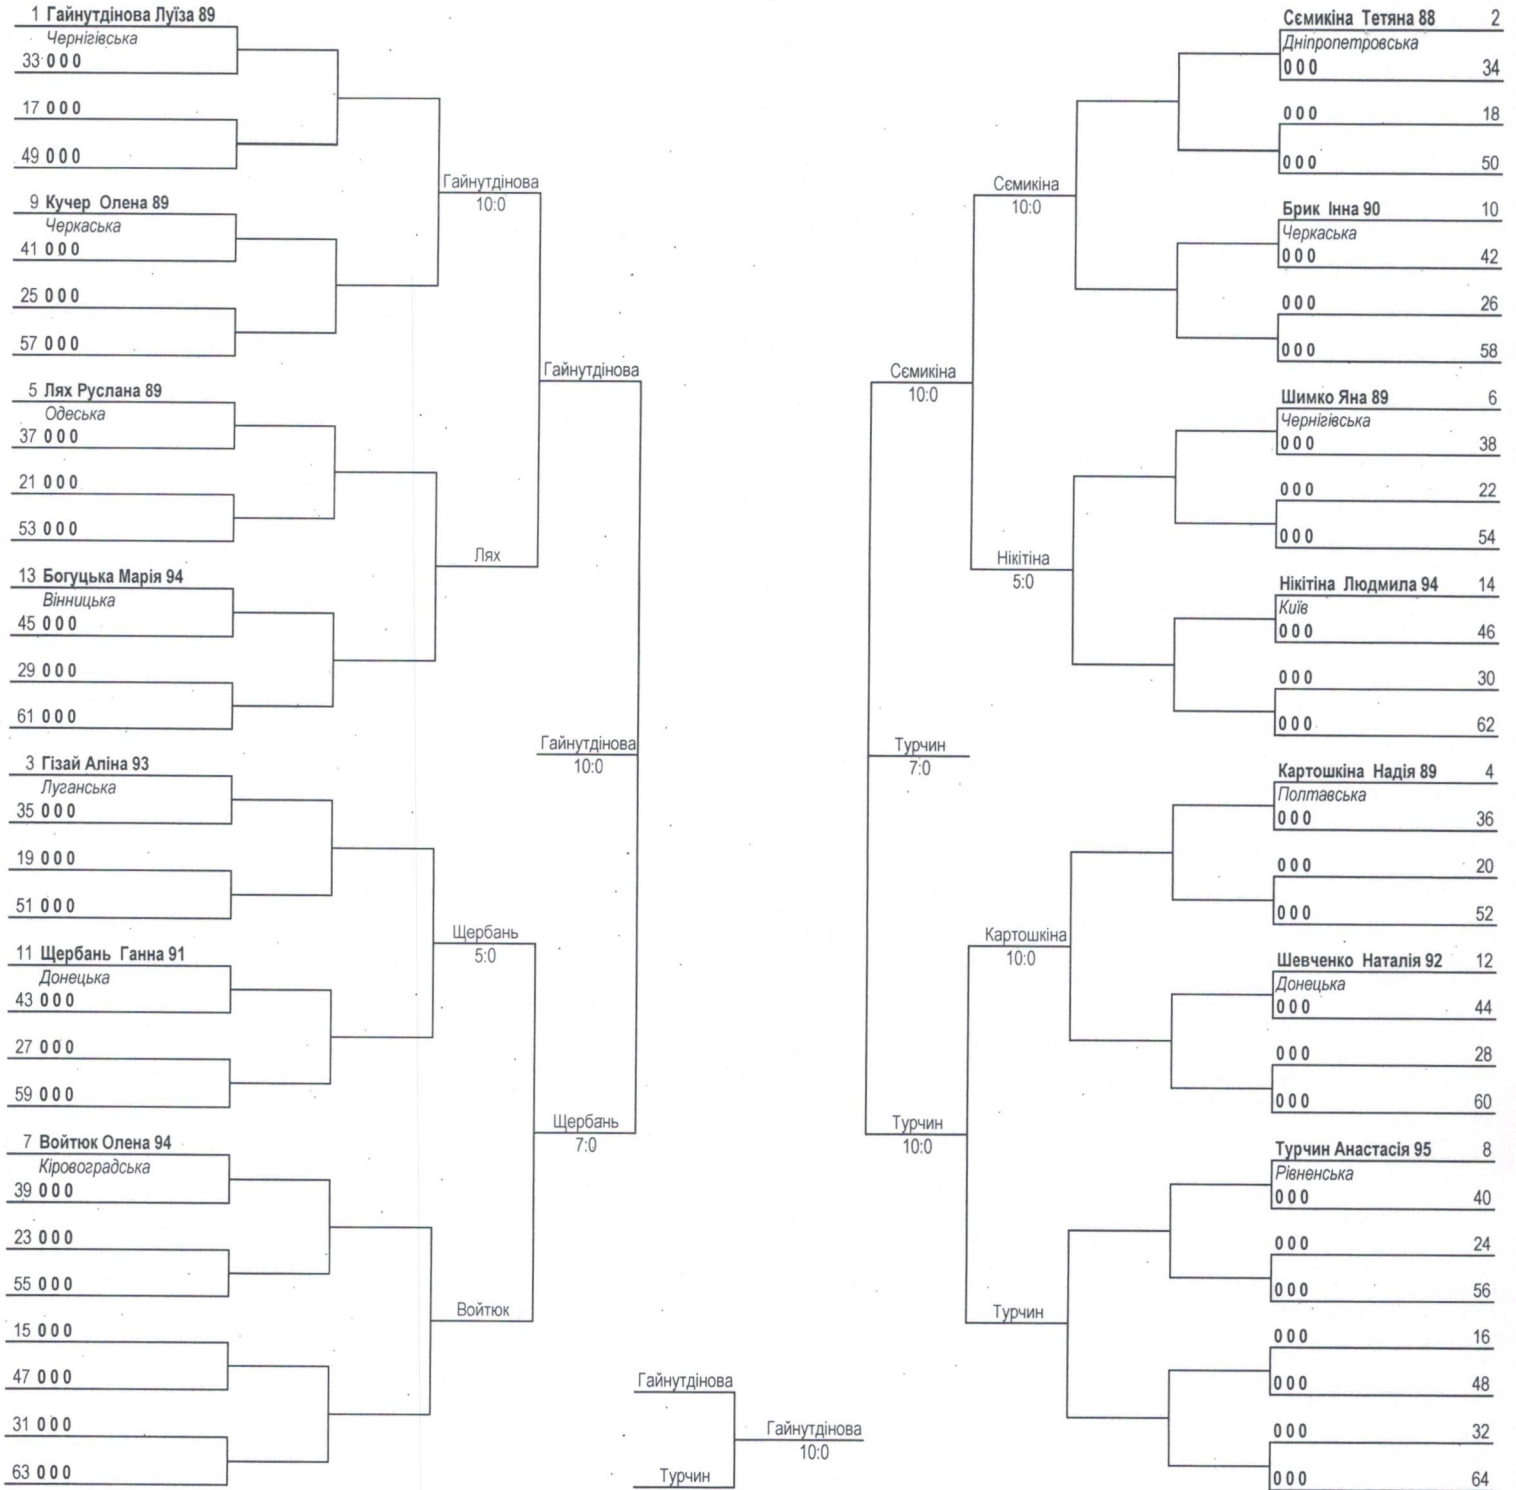 1 Гайнутдінова Луїза 89
Чернігівська
33 0 0 0
17 0 0 0
49 0 0 0
9 Кучер Олена 89
Черкаська
41 0 0 0
25 0 0 0
57 0 0 0
5 Лях Руслана 89
Одеська
37 0 0 0
21 0 0 0
53 0 0 0
13 Богуцька Марія 94
Вінницька
45 0 0 0
29 0 0 0
61 0 0 0
3 Гізай Аліна 93
Луганська
35 0 0 0
19 0 0 0
51 0 0 0
11 Щербань Ганна 91
Донецька
43 0 0 0
27 0 0 0
59 0 0 0
7 Войтюк Олена 94
Кіровоградська
39 0 0 0
23 0 0 0
55 0 0 0
15 0 0 0
47 0 0 0
31 0 0 0
63 0 0 0
Гайнутдінова
10:0
Лях
Щербань
5:0
Войтюк
Гайнутдінова
Щербань
7:0
Гайнутдінова
10:0
Гайнутдінова
Турчин
Гайнутдінова
10:0
Турчин
7:0
Сємикіна
10:0
Турчин
10:0
Сємикіна
10:0
Нікітіна
5:0
Картошкіна
10:0
Турчин
Сємикіна Тетяна 88 2
Дніпропетровська
0 0 0 34
0 0 0 18
0 0 0 50
Брик Інна 90 10
Черкаська
0 0 0 42
0 0 0 26
0 0 0 58
Шимко Яна 89 6
Чернігівська
0 0 0 38
0 0 0 22
0 0 0 54
Нікітіна Людмила 94 14
Київ
0 0 0 46
0 0 0 30
0 0 0 62
Картошкіна Надія 89 4
Полтавська
0 0 0 36
0 0 0 20
0 0 0 52
Шевченко Наталія 92 12
Донецька
0 0 0 44
0 0 0 28
0 0 0 60
Турчин Анастасія 95 8
Рівненська
0 0 0 40
0 0 0 24
0 0 0 56
0 0 0 16
0 0 0 48
0 0 0 32
0 0 0 64